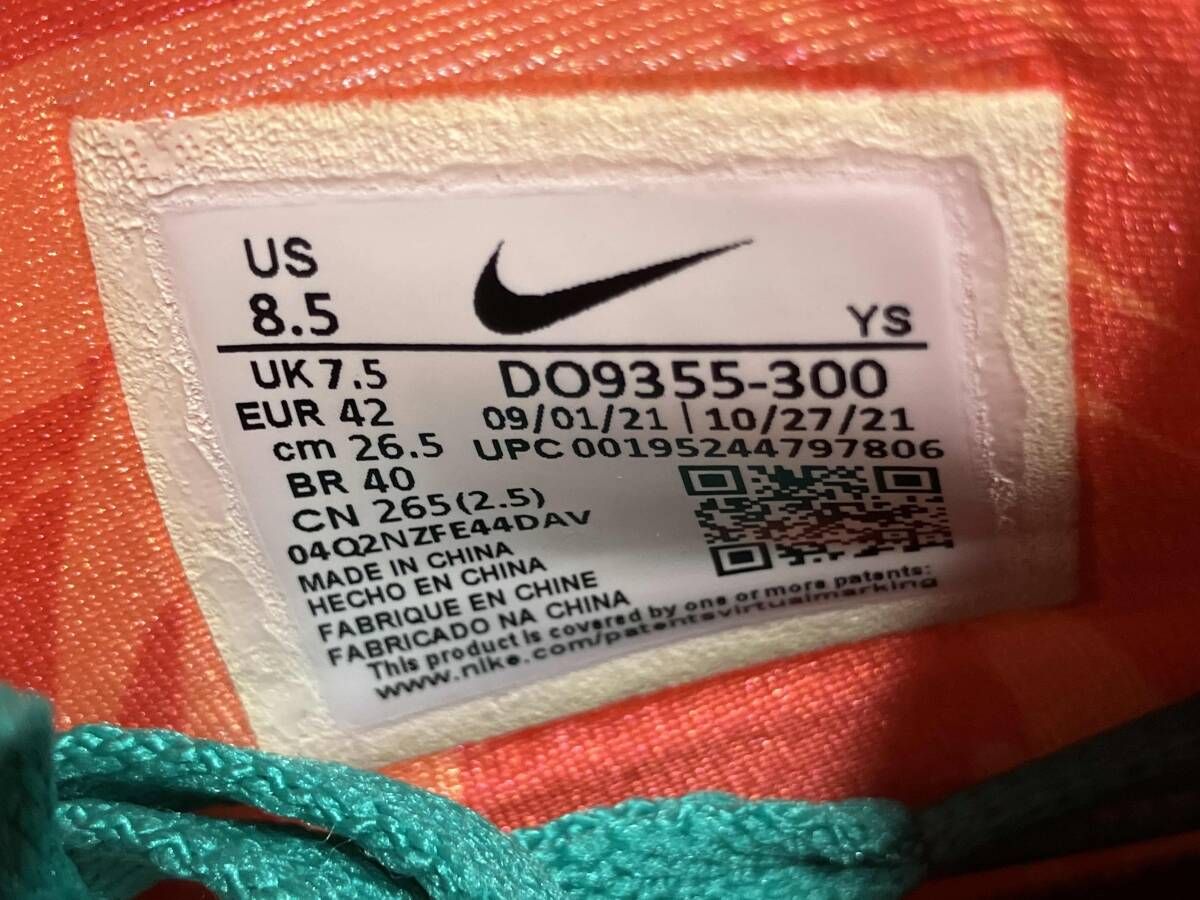 US
8.5
YS
UK 7.5
DO9355-300
EUR 42
09/01/21 | 10/27/21
cm 26.5
UPC 00195244797806
BR 40
CN 265(2.5)
04Q2NZFE44DAV
MADE IN CHINA
HECHO EN CHINA
FABRIQUE EN CHINE
FABRICADO NA CHINA
This product is covered by one or more patents:
www.nike.com/patentsvirtualmarking